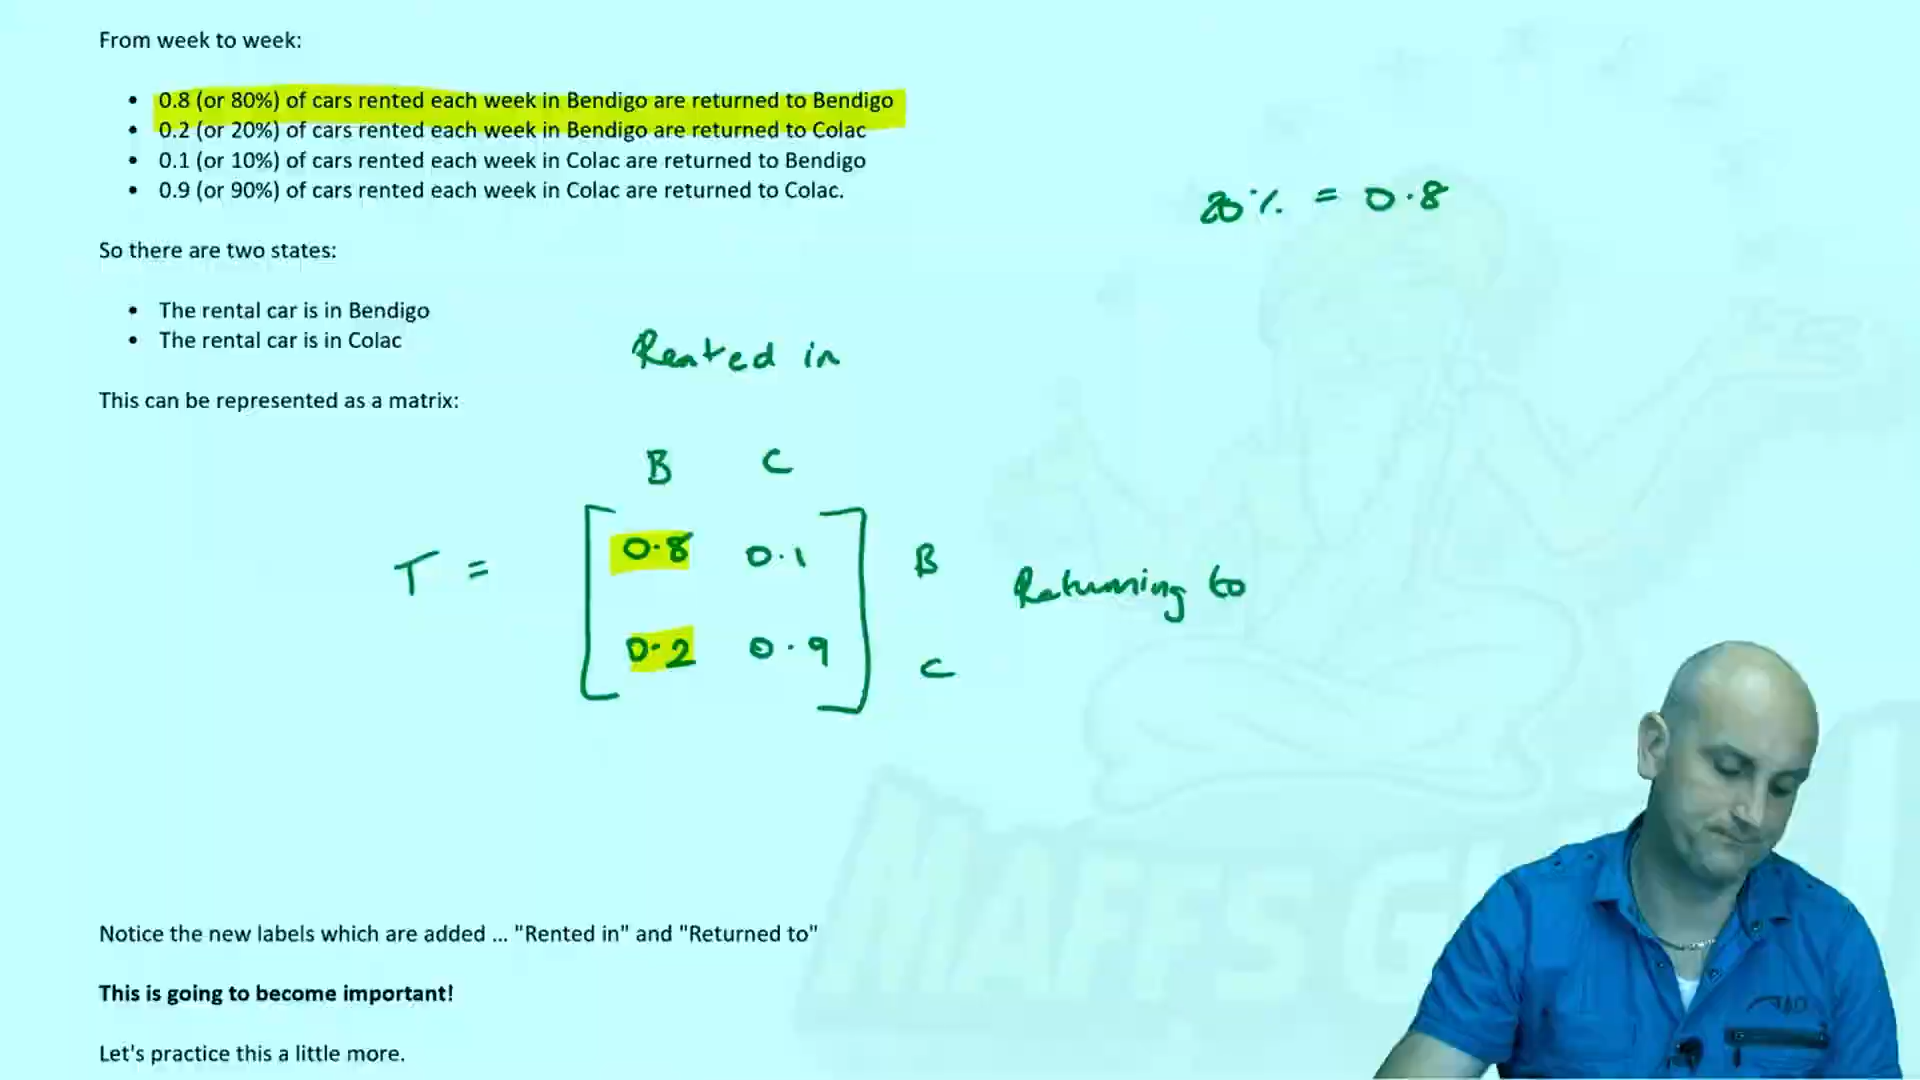 From week to week:
• 0.8 (or 80%) of cars rented each week in Bendigo are returned to Bendigo
• 0.2 (or 20%) of cars rented each week in Bendigo are returned to Colac
• 0.1 (or 10%) of cars rented each week in Colac are returned to Bendigo
• 0.9 (or 90%) of cars rented each week in Colac are returned to Colac.
80% = 0.8
So there are two states:
• The rental car is in Bendigo
• The rental car is in Colac
Rented in
This can be represented as a matrix:
B C
0.8 0.1 B
T = Returning to
0.2 0.9 C
MAFFS G
Notice the new labels which are added ... "Rented in" and "Returned to"
This is going to become important!
Let's practice this a little more.